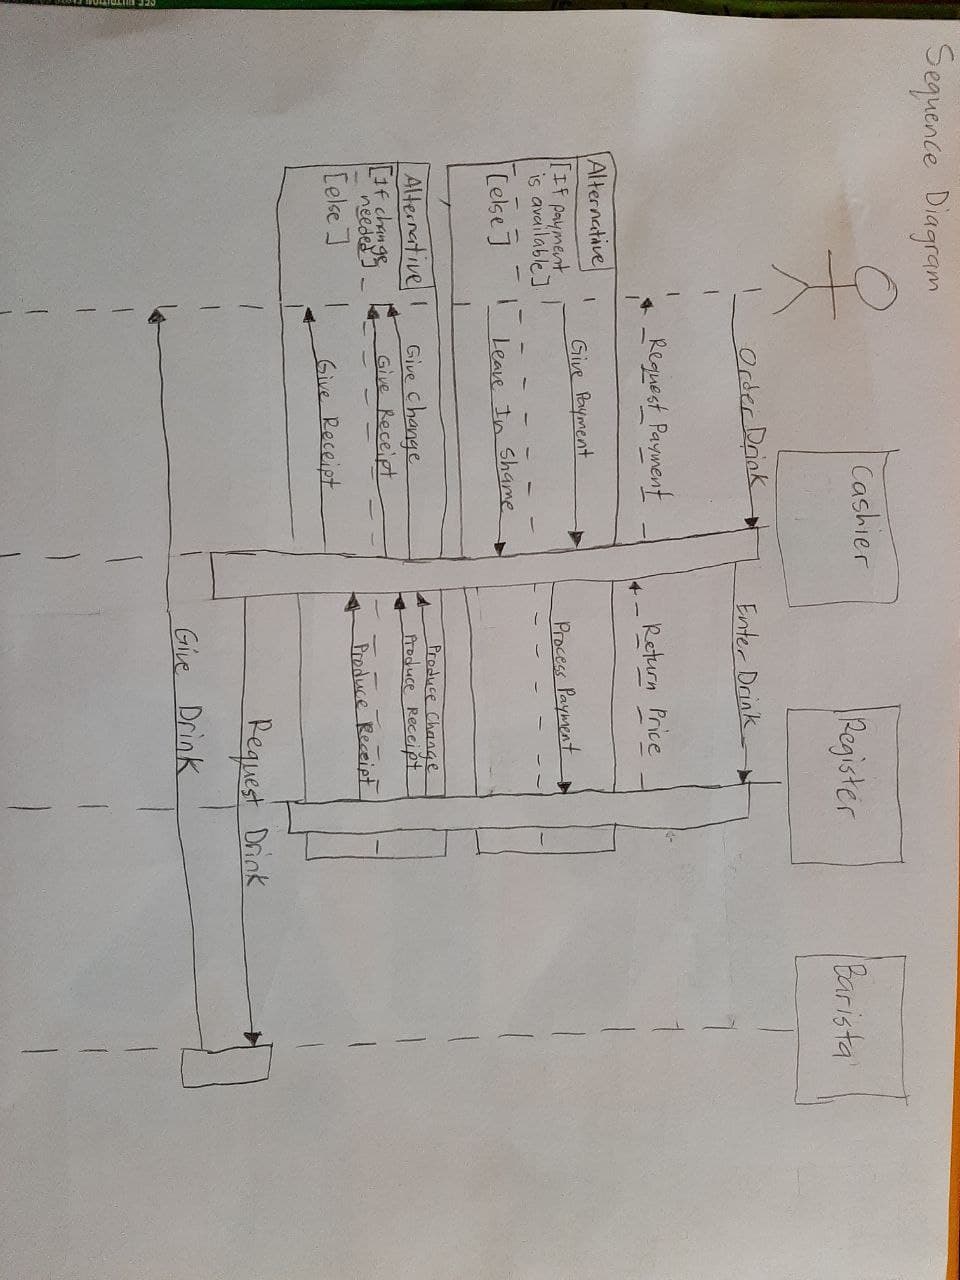 Sequence Diagram
Cashier
Register
Barista
Order Drink
Enter Drink
Request Payment
Return Price
Alternative
[If payment
is available]
Give Payment
Process Payment
[else]
Leave In Shame
Alternative
[If change
needed]
Give Change
Produce Change
Give Receipt
Produce Receipt
[else]
Give Receipt
Produce Receipt
Request Drink
Give Drink